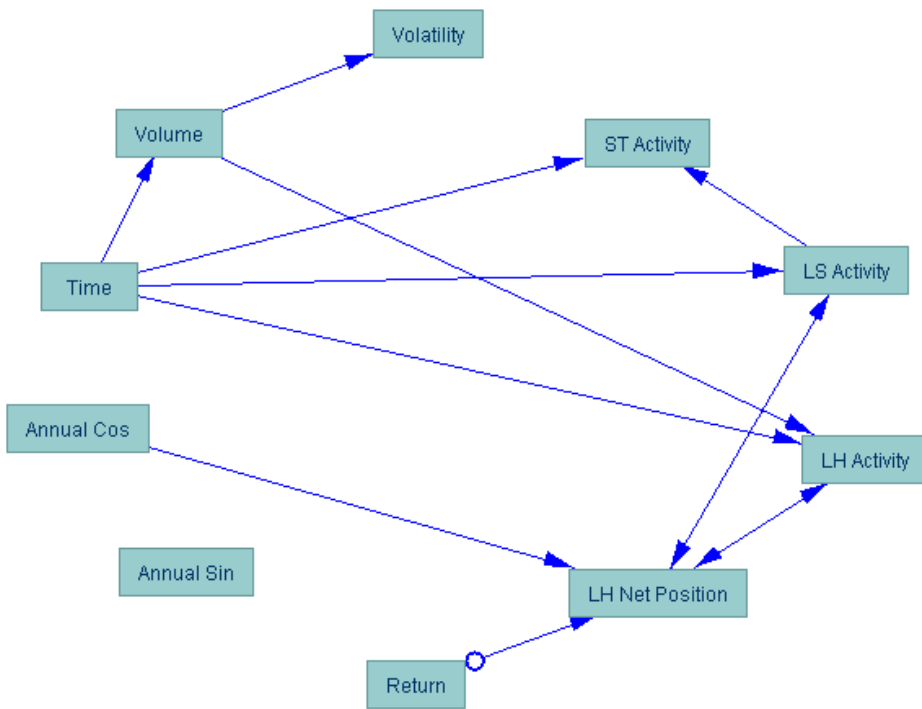 Volatility
Volume
ST Activity
LS Activity
Time
Annual Cos
LH Activity
Annual Sin
LH Net Position
Return